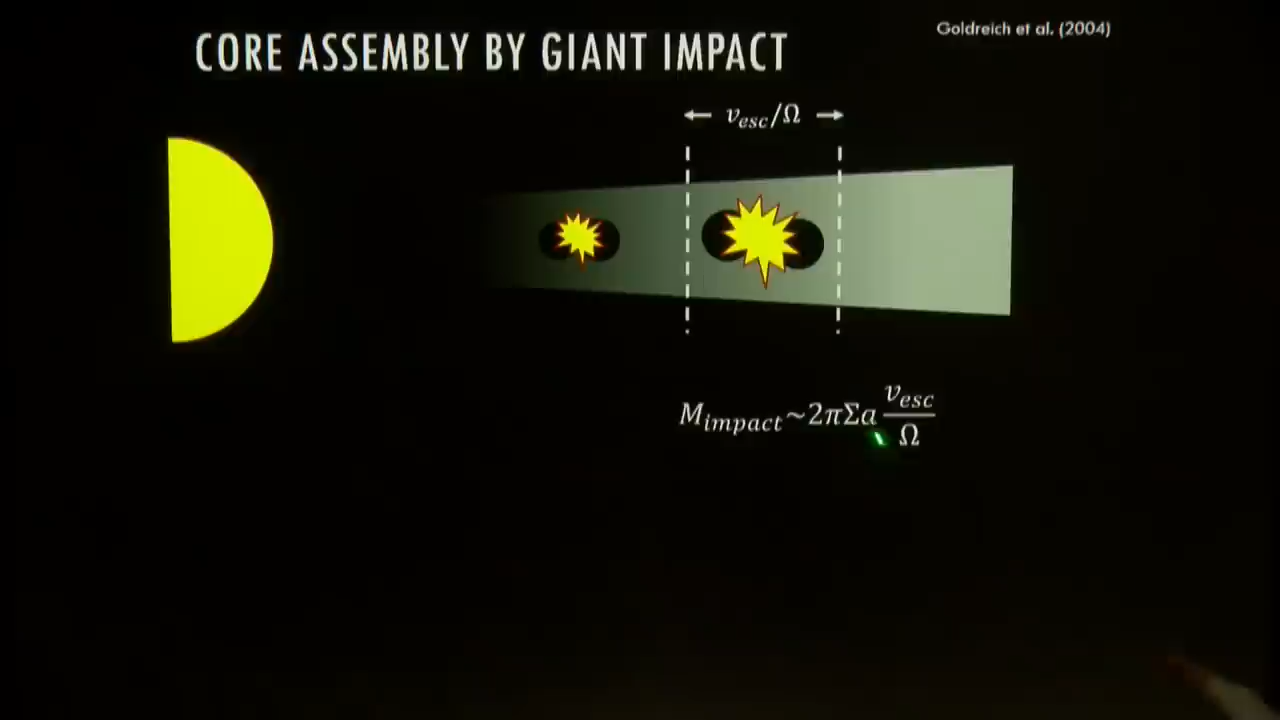 Goldreich et al. (2004)
CORE ASSEMBLY BY GIANT IMPACT
← v_esc/Ω →
M_impact~2πΣa v_esc/Ω